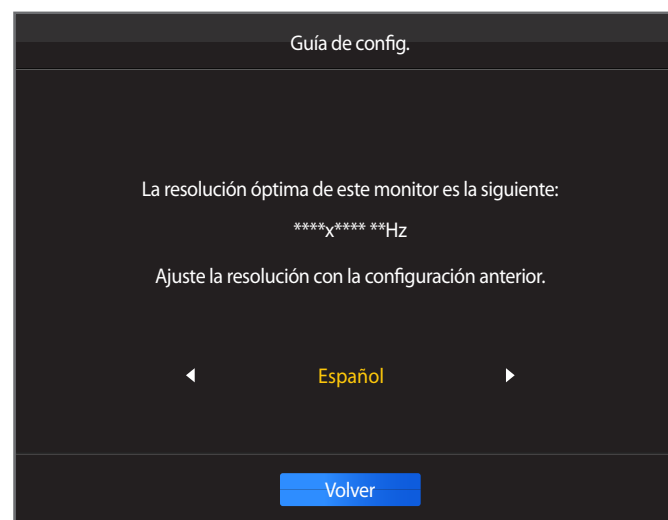 Guía de config.
La resolución óptima de este monitor es la siguiente:
****x**** **Hz
Ajuste la resolución con la configuración anterior.
Español
Volver